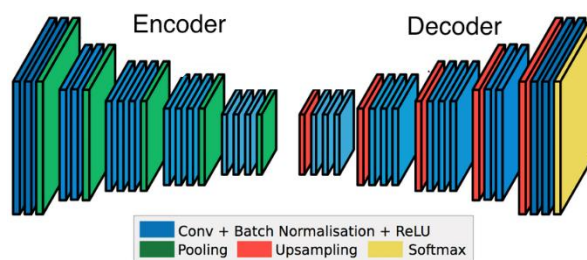 Encoder
Decoder
Conv + Batch Normalisation + ReLU
Pooling
Upsampling
Softmax